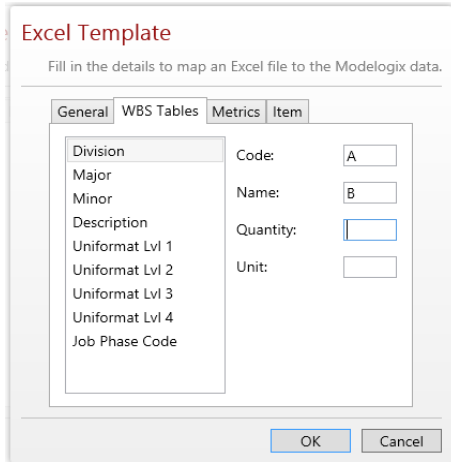 Excel Template
Fill in the details to map an Excel file to the Modelogix data.
General WBS Tables Metrics Item
Division
Major
Minor
Description
Uniformat Lvl 1
Uniformat Lvl 2
Uniformat Lvl 3
Uniformat Lvl 4
Job Phase Code
Code: A
Name: B
Quantity:
Unit:
OK Cancel